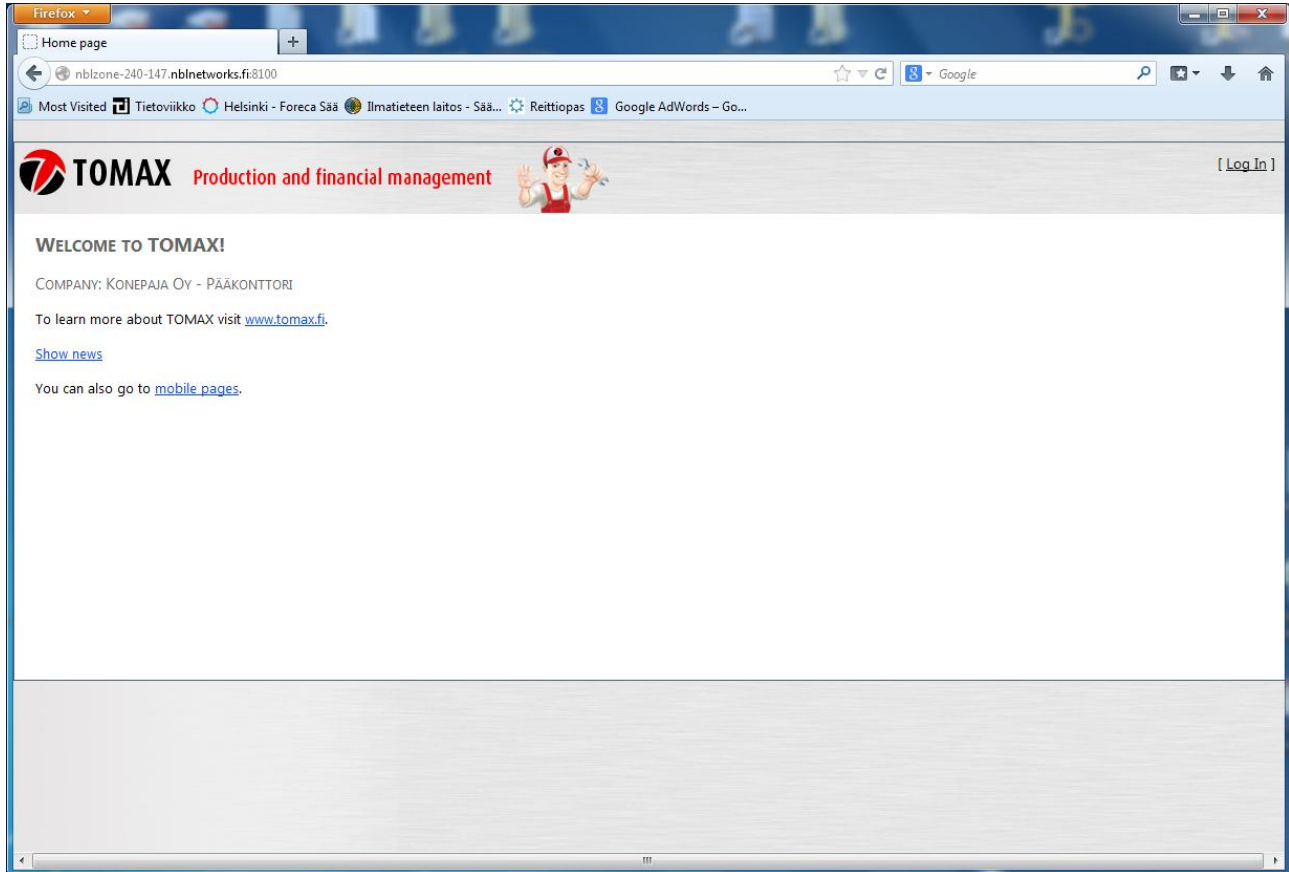 Firefox
Home page
nblzone-240-147.nblnetworks.fi:8100
Google
Most Visited Tietoviikko Helsinki - Foreca Sää Ilmatieteen laitos - Sää... Reittiopas Google AdWords – Go...
TOMAX Production and financial management [ Log In ]
WELCOME TO TOMAX!
COMPANY: KONEPAJA OY - PÄÄKONTTORI
To learn more about TOMAX visit www.tomax.fi.
Show news
You can also go to mobile pages.